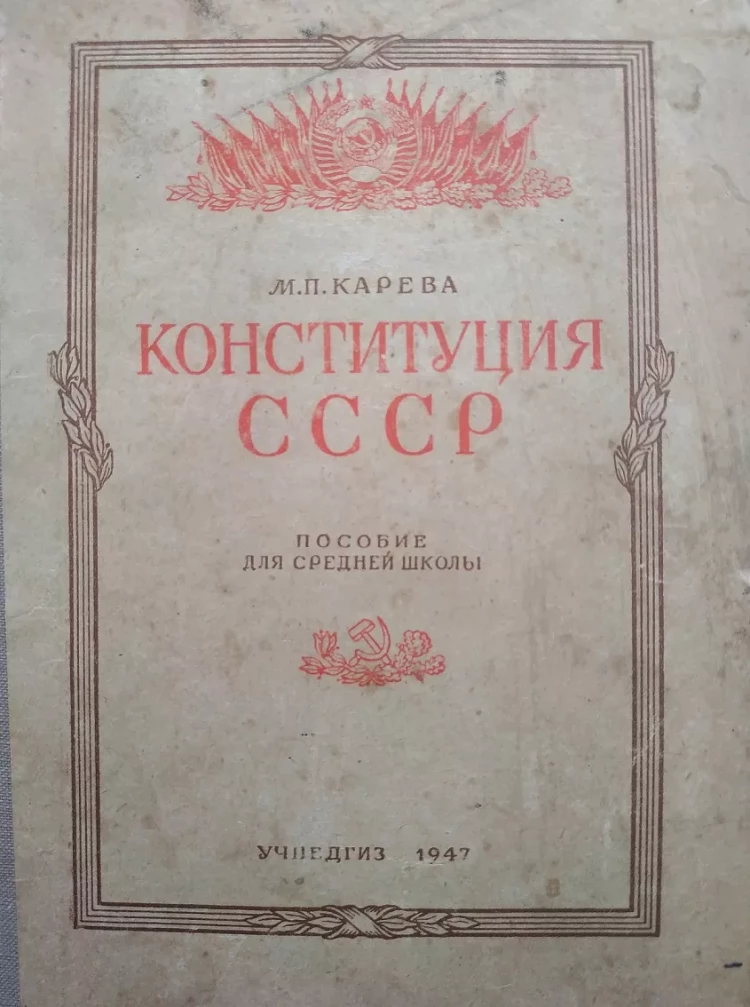 М.П. КАРЕВА
КОНСТИТУЦИЯ
СССР
ПОСОБИЕ
ДЛЯ СРЕДНЕЙ ШКОЛЫ
УЧПЕДГИЗ 1947